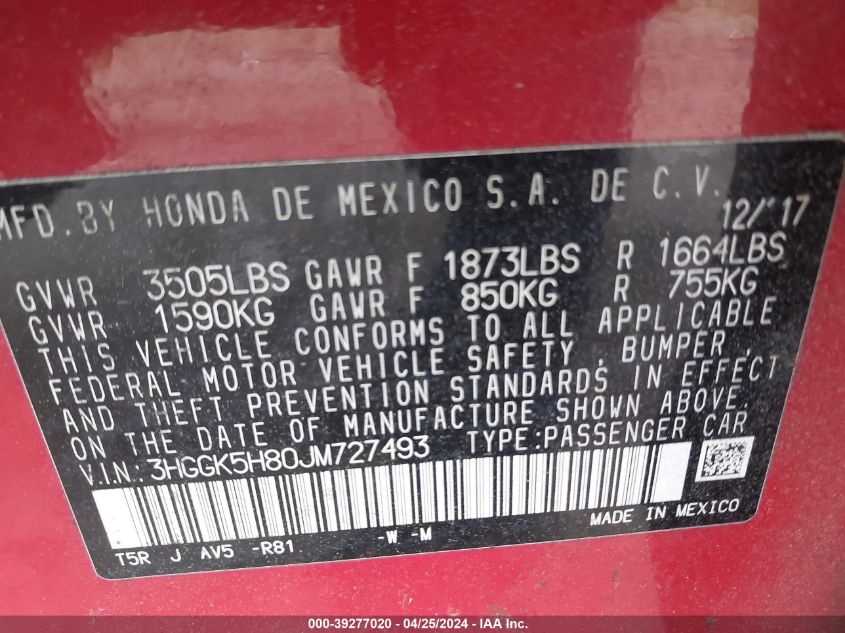 MFD. BY HONDA DE MEXICO S.A. DE C.V.
12/'17
GVWR 3505LBS GAWR F 1873LBS R 1664LBS
GVWR 1590KG GAWR F 850KG R 755KG
THIS VEHICLE CONFORMS TO ALL APPLICABLE
FEDERAL MOTOR VEHICLE SAFETY, BUMPER,
AND THEFT PREVENTION STANDARDS IN EFFECT
ON THE DATE OF MANUFACTURE SHOWN ABOVE.
V.I.N.: 3HGGK5H80JM727493 TYPE:PASSENGER CAR
T5R J AV5 -R81 -W -M MADE IN MEXICO
000-39277020 - 04/25/2024 - IAAI.COM